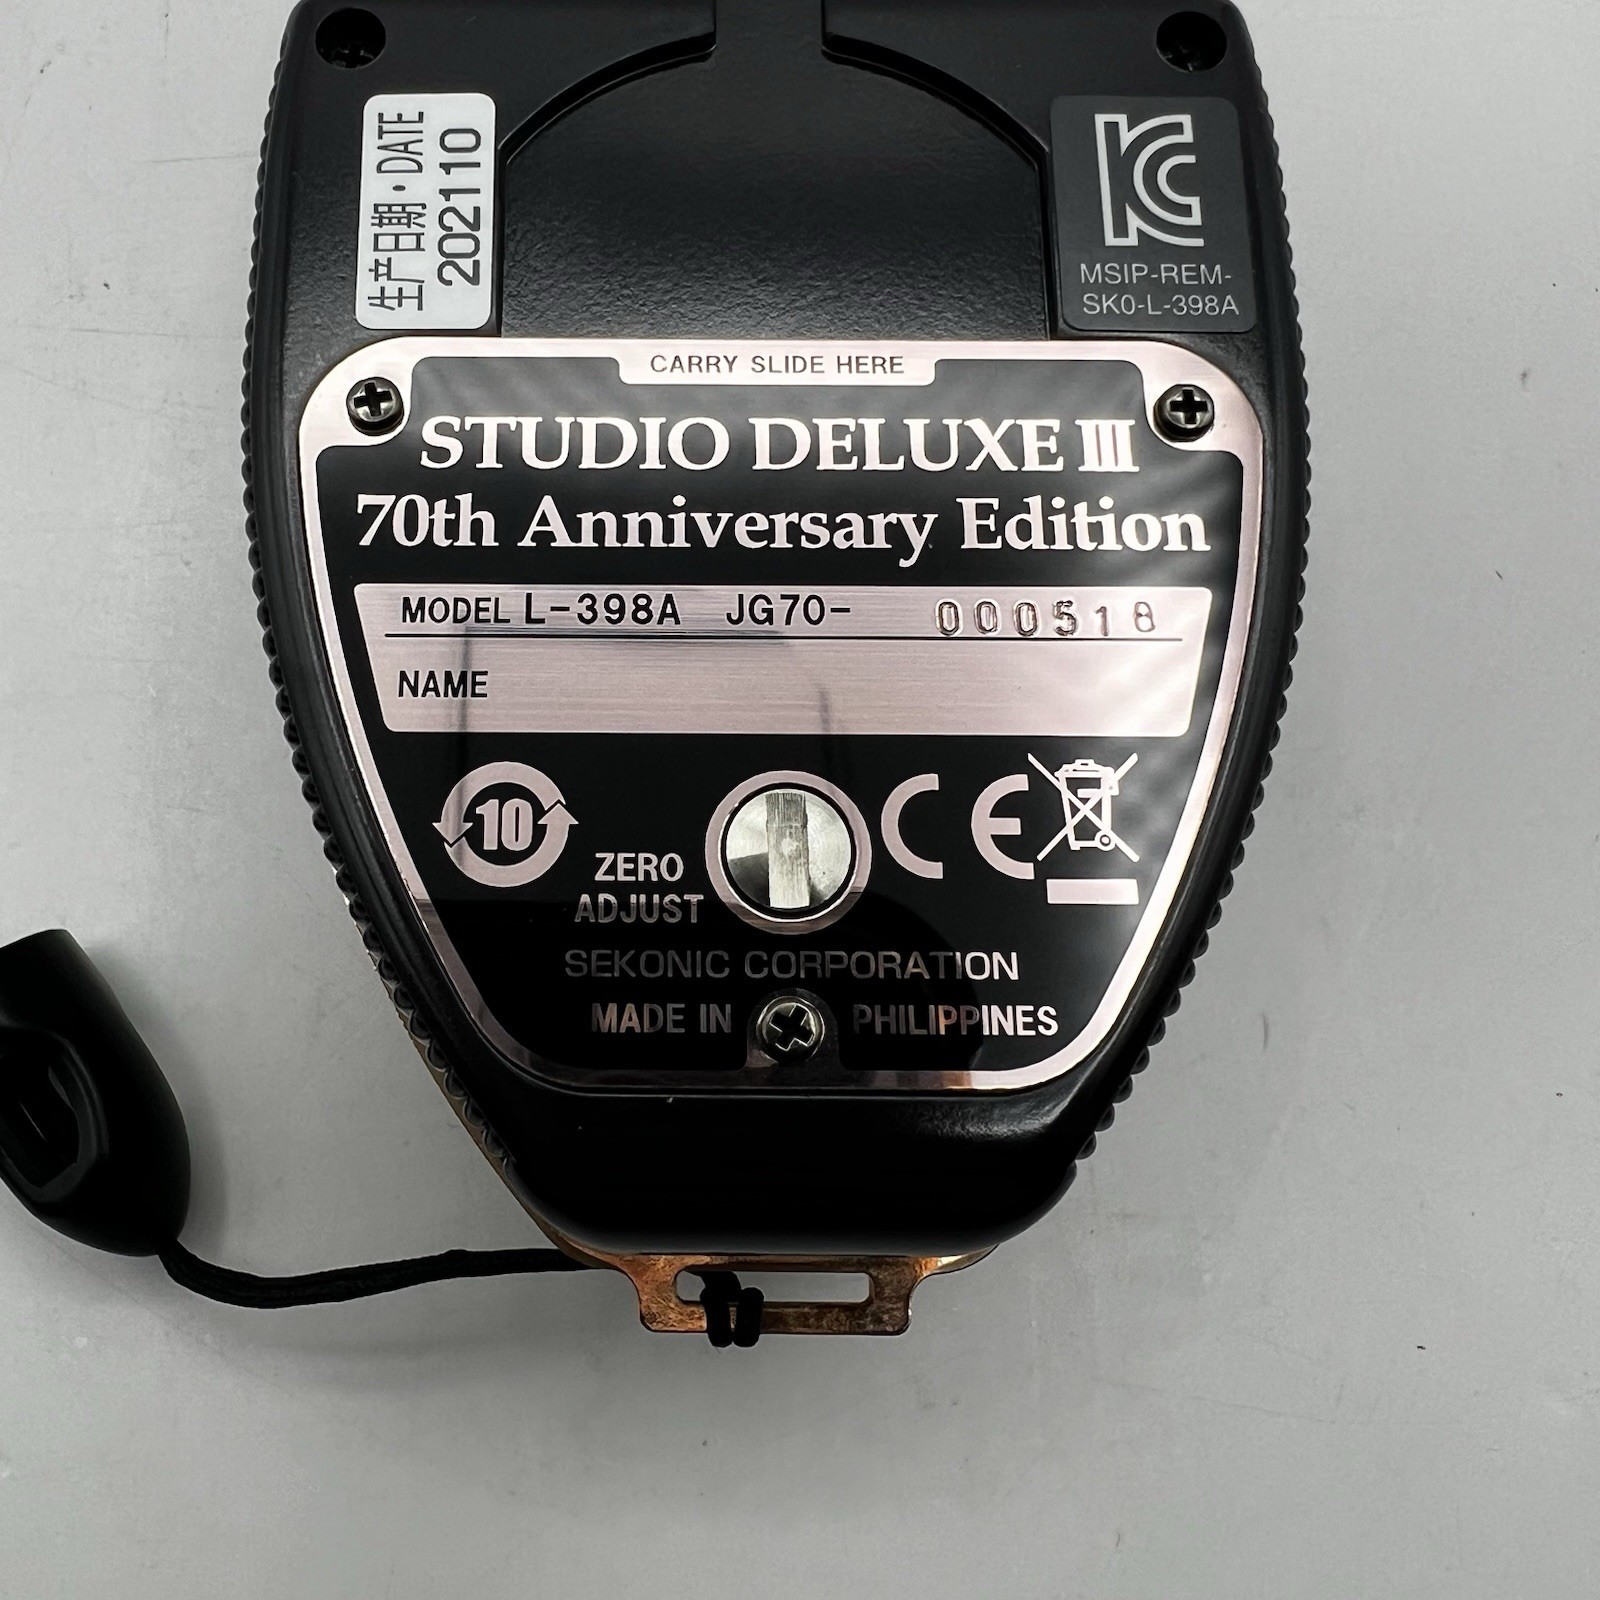 生产日期·DATE
202110
KC
MSIP-REM-
SK0-L-398A
CARRY SLIDE HERE
STUDIO DELUXE III
70th Anniversary Edition
MODEL L-398A JG70- 000518
NAME
10
CE
ZERO
ADJUST
SEKONIC CORPORATION
MADE IN PHILIPPINES